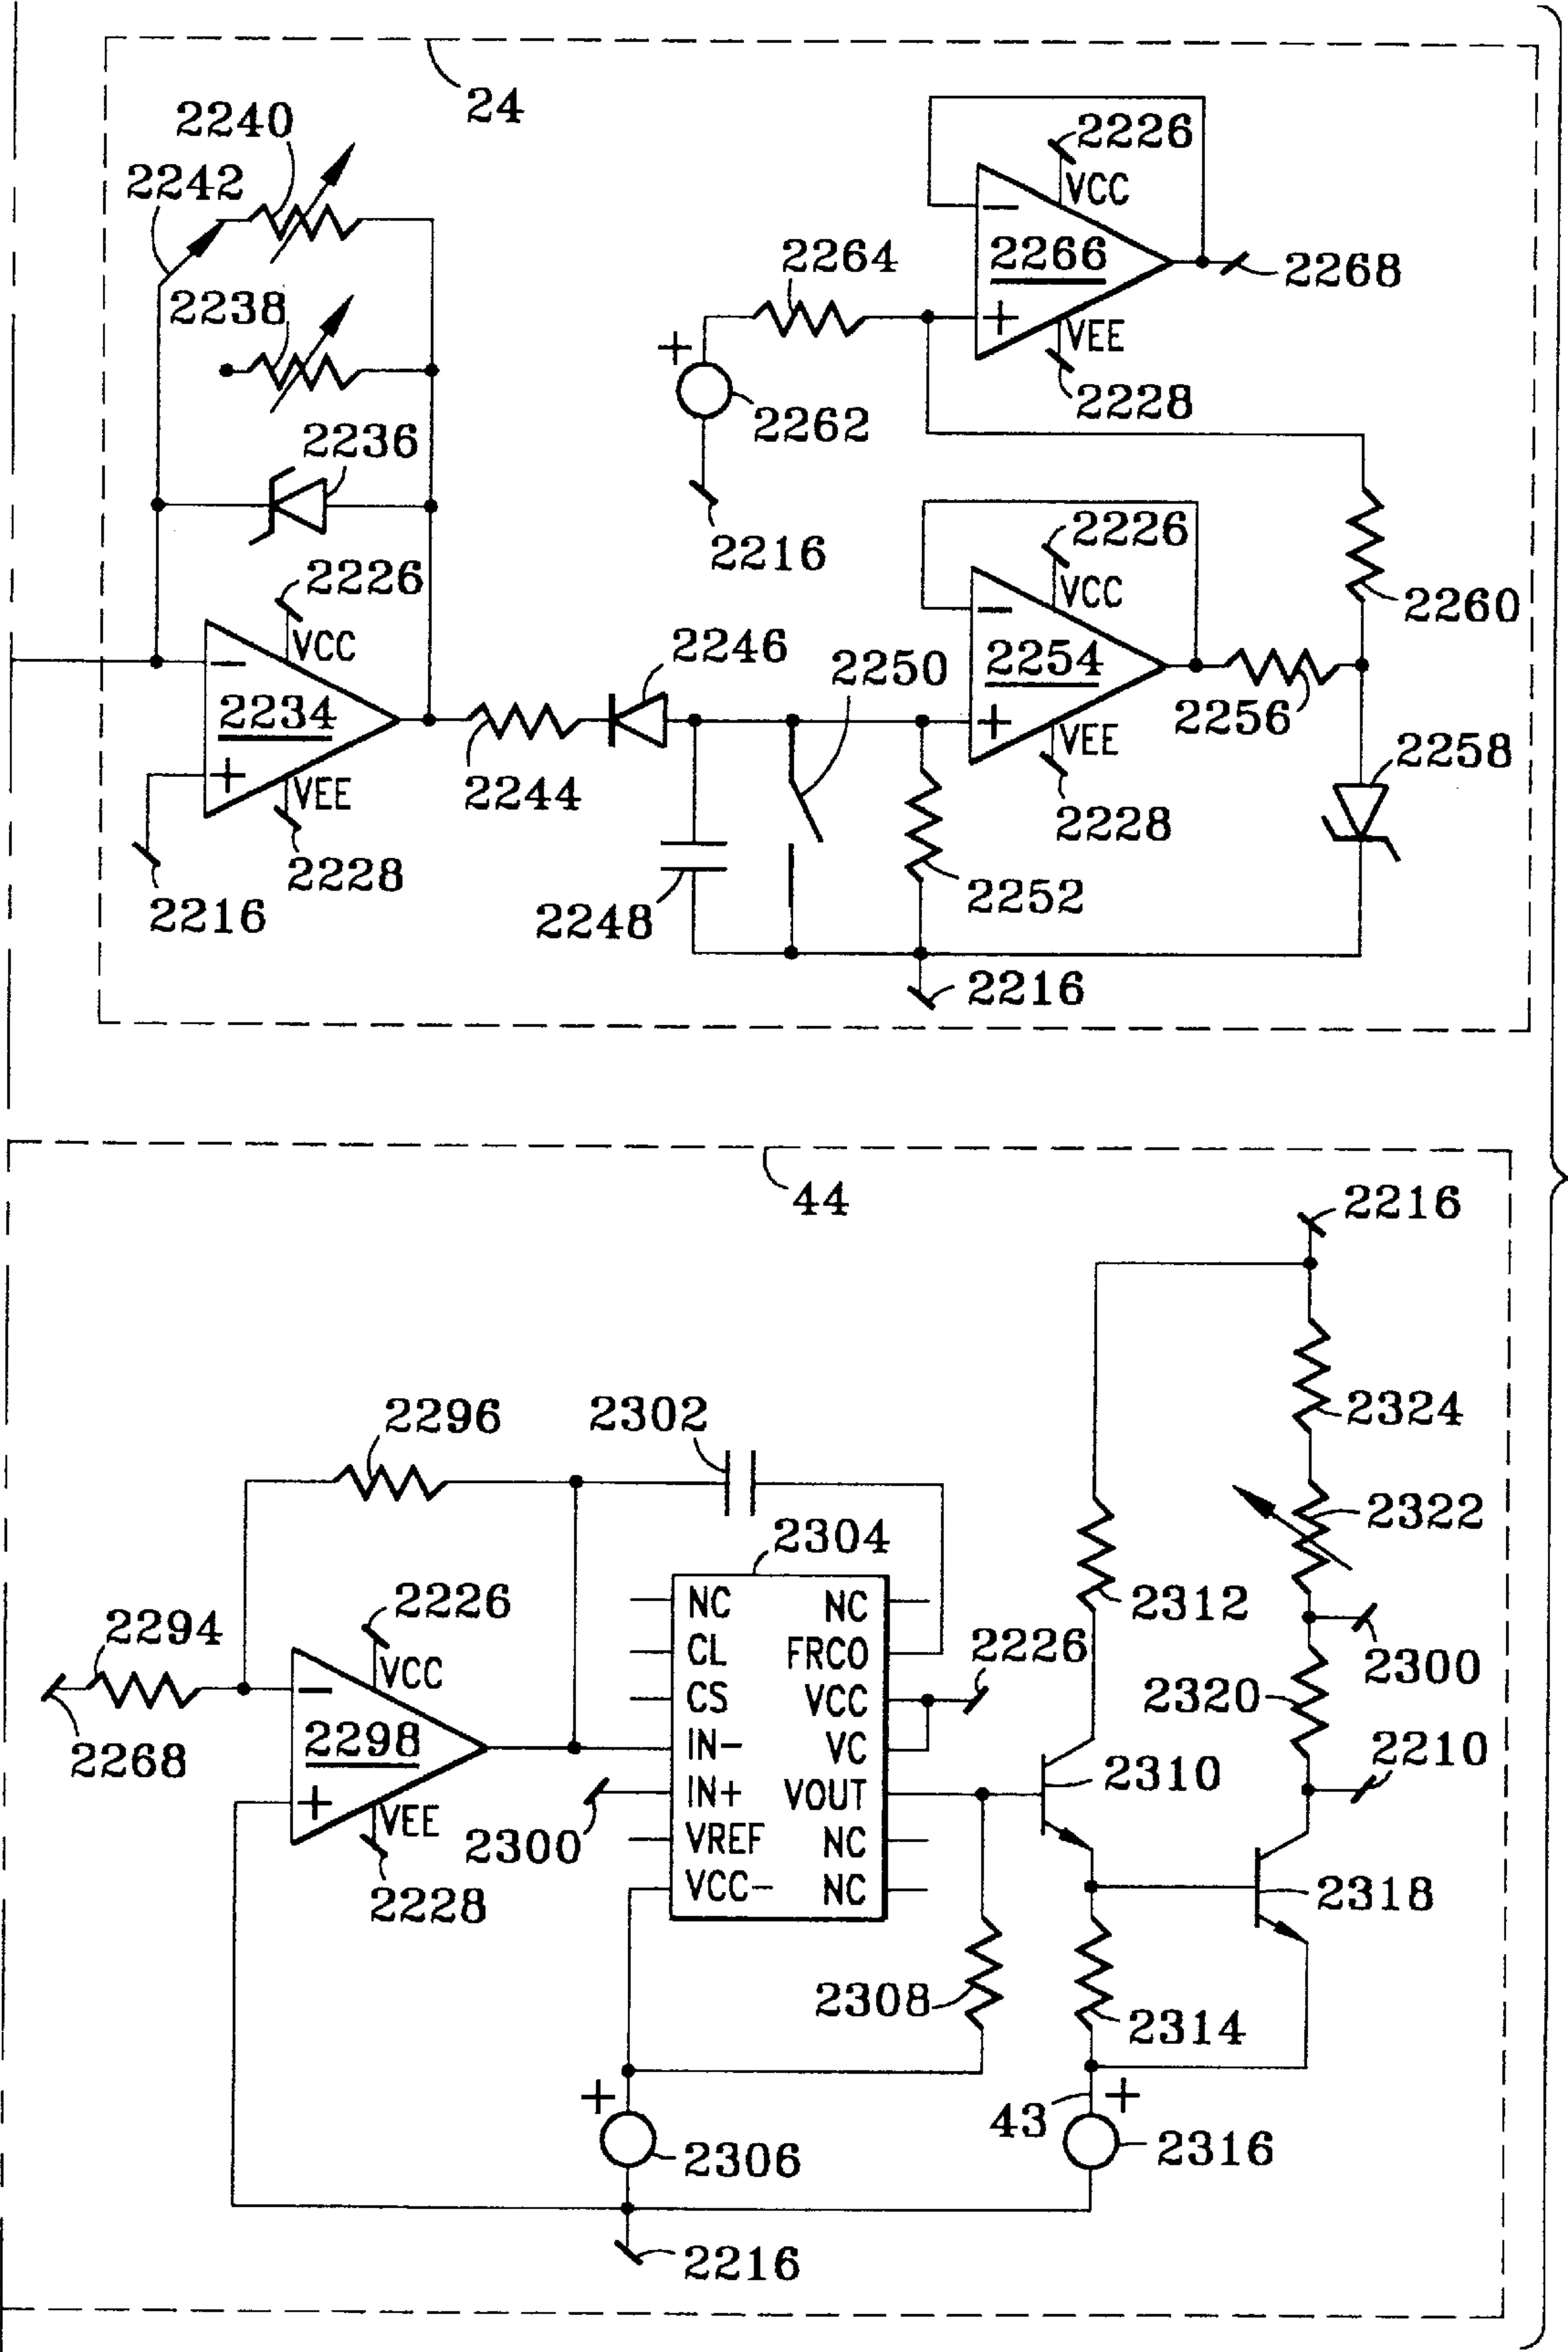 24
2240
2226
2242
VCC
2264
2266
2268
2238
VEE
2262
2228
2236
2226
2216
2226
VCC
2260
VCC
2246
2250
2254
2234
2256
VEE
2258
VEE
2244
2228
2228
2252
2216
2248
2216
44
2216
2296
2302
2324
2322
2304
2226
NC
NC
2312
2294
CL
FRCO
2226
2300
VCC
CS
VCC
2320
2298
IN-
VC
2210
2268
IN+
VOUT
2310
VEE
2300
VREF
NC
2228
VCC-
NC
2318
2308
2314
43
2306
2316
2216